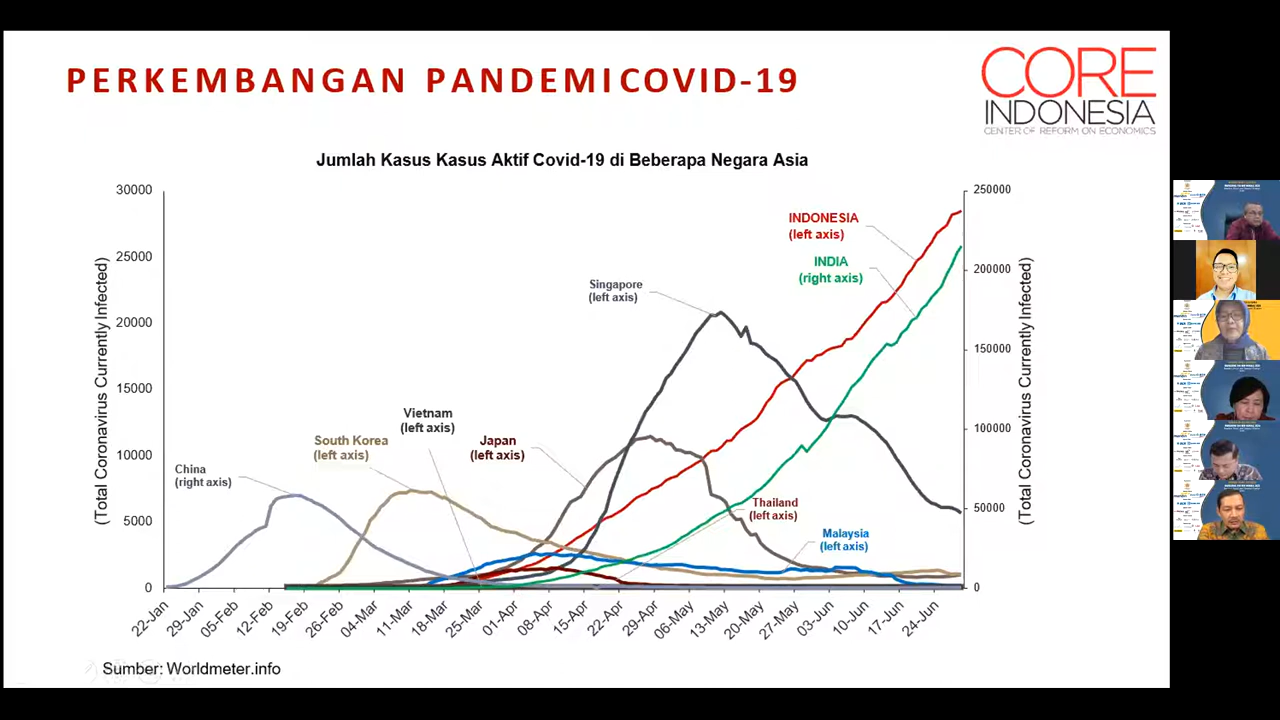 PERKEMBANGAN PANDEMI COVID-19
CORE
INDONESIA
CENTER OF REFORM ON ECONOMICS
Jumlah Kasus Kasus Aktif Covid-19 di Beberapa Negara Asia
(Total Coronavirus Currently Infected)
30000
25000
20000
15000
10000
5000
0
250000
200000
150000
100000
50000
0
(Total Coronavirus Currently Infected)
INDONESIA
(left axis)
INDIA
(right axis)
Singapore
(left axis)
Vietnam
(left axis)
South Korea
(left axis)
Japan
(left axis)
China
(right axis)
Thailand
(left axis)
Malaysia
(left axis)
22-Jan
29-Jan
05-Feb
12-Feb
19-Feb
26-Feb
04-Mar
11-Mar
18-Mar
25-Mar
01-Apr
08-Apr
15-Apr
22-Apr
29-Apr
06-May
13-May
20-May
27-May
03-Jun
10-Jun
17-Jun
24-Jun
Sumber: Worldmeter.info